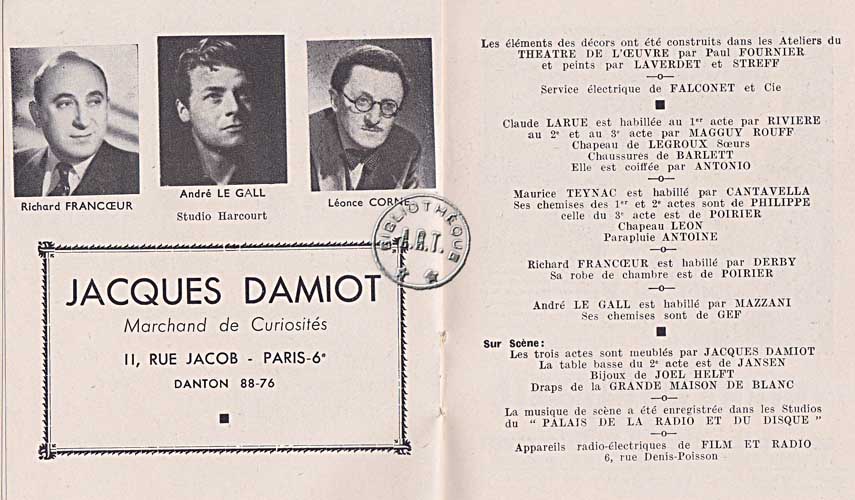 Richard FRANCŒUR
André LE GALL
Studio Harcourt
Léonce CORNE
BIBLIOTHÈQUE
A.R.T.
JACQUES DAMIOT
Marchand de Curiosités
11, RUE JACOB - PARIS-6e
DANTON 88-76
Les éléments des décors ont été construits dans les Ateliers du
THEATRE DE L'ŒUVRE par Paul FOURNIER
et peints par LAVERDET et STREFF
—o—
Service électrique de FALCONET et Cie
Claude LARUE est habillée au 1er acte par RIVIERE
au 2e et au 3e acte par MAGGUY ROUFF
Chapeau de LEGROUX Sœurs
Chaussures de BARLETT
Elle est coiffée par ANTONIO
—o—
Maurice TEYNAC est habillé par CANTAVELLA
Ses chemises des 1er et 2e actes sont de PHILIPPE
celle du 3e acte est de POIRIER
Chapeau LEON
Parapluie ANTOINE
—o—
Richard FRANCŒUR est habillé par DERBY
Sa robe de chambre est de POIRIER
—o—
André LE GALL est habillé par MAZZANI
Ses chemises sont de GEF
Sur Scène:
Les trois actes sont meublés par JACQUES DAMIOT
La table basse du 2e acte est de JANSEN
Bijoux de JOEL HELFT
Draps de la GRANDE MAISON DE BLANC
—o—
La musique de scène a été enregistrée dans les Studios
du " PALAIS DE LA RADIO ET DU DISQUE "
—o—
Appareils radio-électriques de FILM ET RADIO
6, rue Denis-Poisson